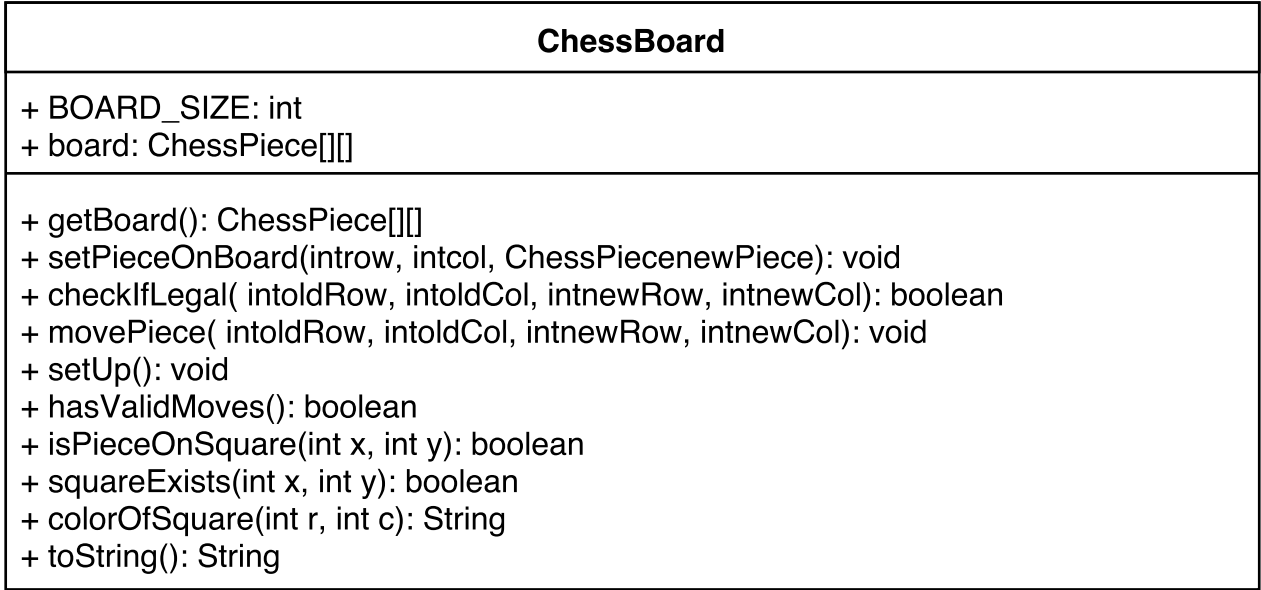 ChessBoard
+ BOARD_SIZE: int
+ board: ChessPiece[][]
+ getBoard(): ChessPiece[][]
+ setPieceOnBoard(introw, intcol, ChessPiecenewPiece): void
+ checkIfLegal( intoldRow, intoldCol, intnewRow, intnewCol): boolean
+ movePiece( intoldRow, intoldCol, intnewRow, intnewCol): void
+ setUp(): void
+ hasValidMoves(): boolean
+ isPieceOnSquare(int x, int y): boolean
+ squareExists(int x, int y): boolean
+ colorOfSquare(int r, int c): String
+ toString(): String